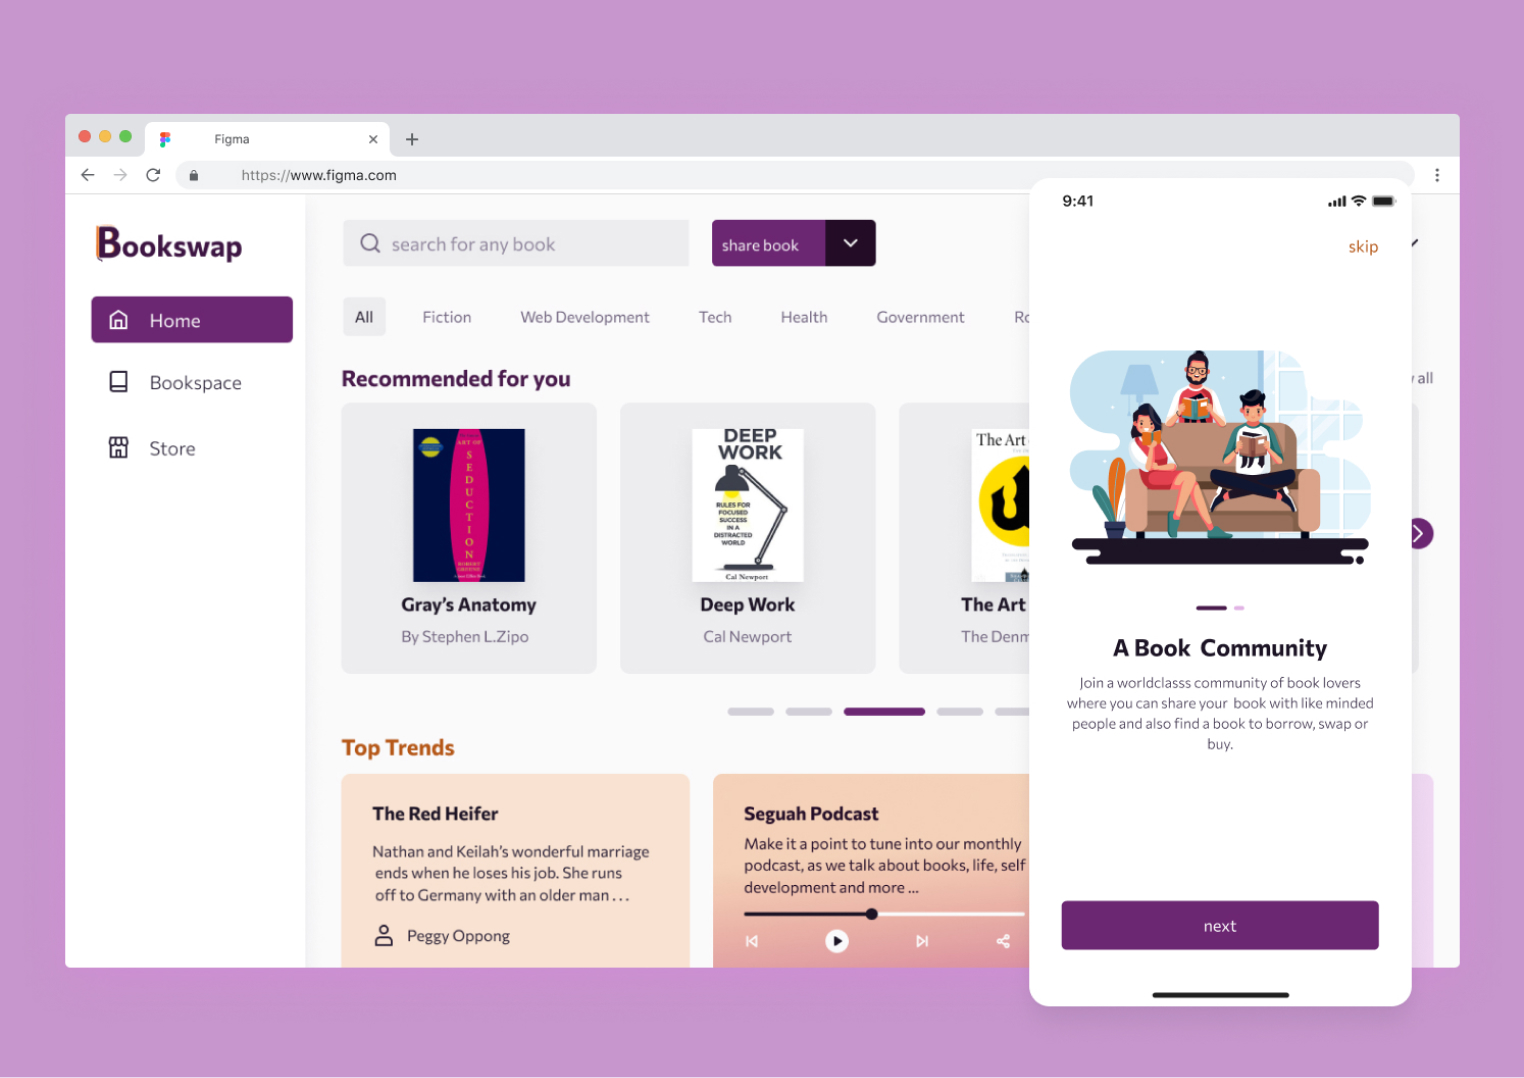 Figma
https://www.figma.com
Bookswap
search for any book
share book
Home
Bookspace
Store
All Fiction Web Development Tech Health Government
Recommended for you
all
ART OF
SEDUCTION
ROBERT
GREENE
Gray's Anatomy
By Stephen L.Zipo
DEEP
WORK
RULES FOR
FOCUSED
SUCCESS
IN A
DISTRACTED
WORLD
Cal Newport
Deep Work
Cal Newport
The Art
The Art
The Denm
Top Trends
The Red Heifer
Nathan and Keilah's wonderful marriage
ends when he loses his job. She runs
off to Germany with an older man . . .
Peggy Oppong
Seguah Podcast
Make it a point to tune into our monthly
podcast, as we talk about books, life, self
development and more ...
9:41
skip
A Book Community
Join a worldclasss community of book lovers
where you can share your book with like minded
people and also find a book to borrow, swap or
buy.
next